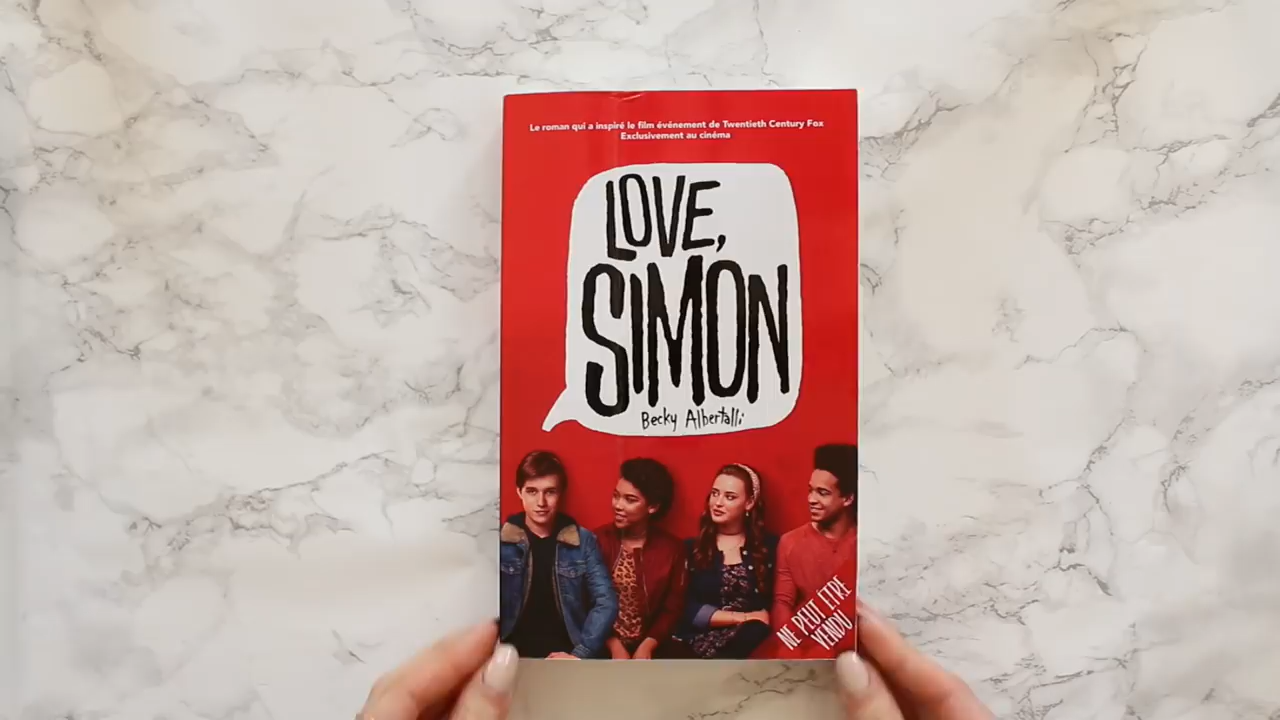 Le roman qui a inspiré le film événement de Twentieth Century Fox
Exclusivement au cinéma
LOVE,
SIMON
Becky Albertalli
NE PEUT ETRE
VENDU